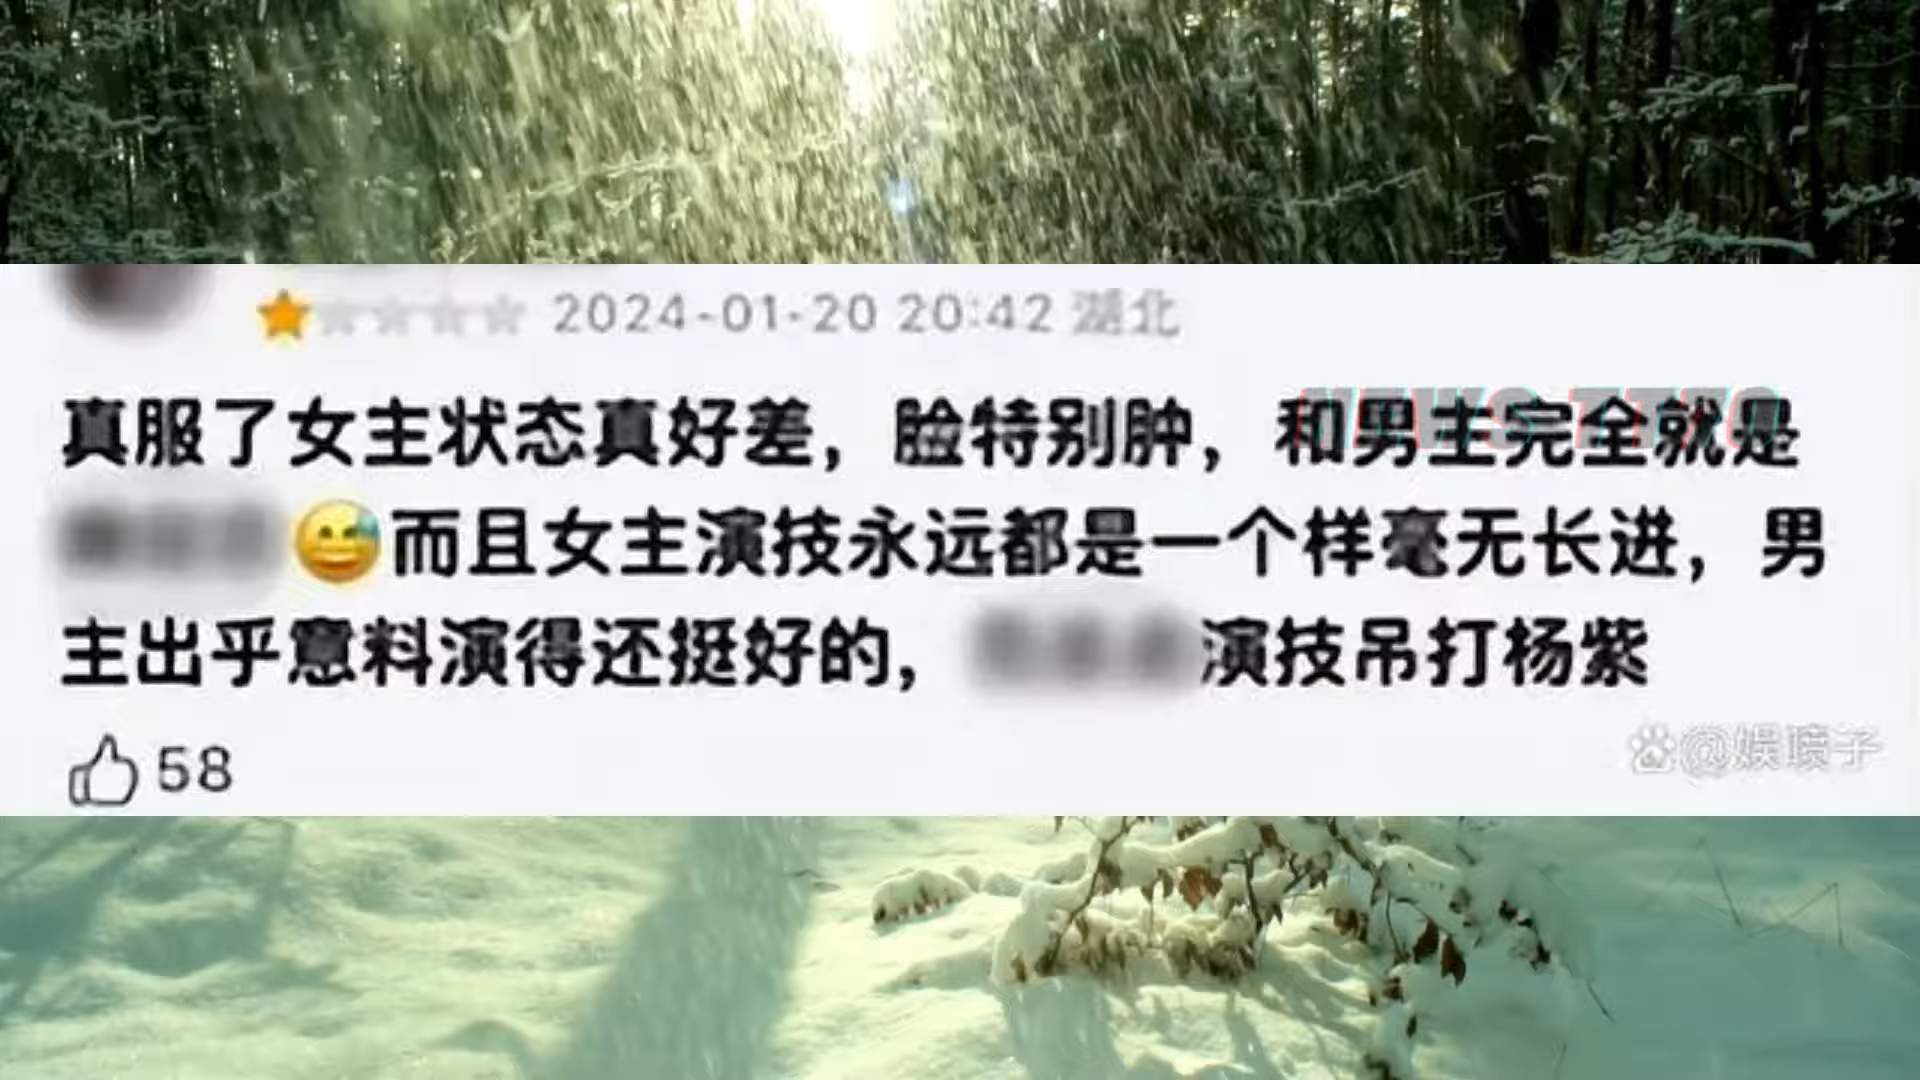 2024-01-20 20:42 湖北
NEWS TTVO
真服了女主状态真好差，脸特别肿，和男主完全就是
😅而且女主演技永远都是一个样毫无长进，男
主出乎意料演得还挺好的，演技吊打杨紫
58
@娱喷子